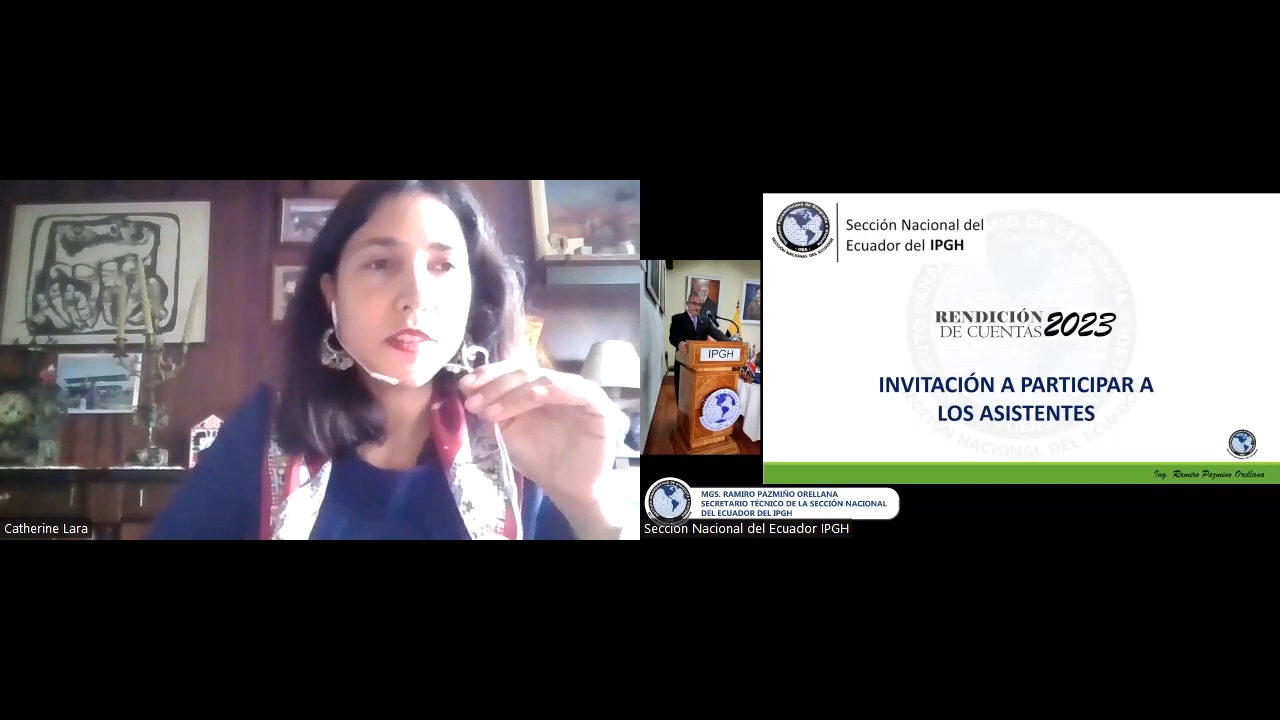 Catherine Lara
IPGH
MGS. RAMIRO PAZMIÑO ORELLANA
SECRETARIO TÉCNICO DE LA SECCIÓN NACIONAL
DEL ECUADOR DEL IPGH
Sección Nacional del Ecuador IPGH
Sección Nacional del
Ecuador del IPGH
RENDICIÓN
DE CUENTAS 2023
INVITACIÓN A PARTICIPAR A
LOS ASISTENTES
Ing. Ramiro Pazmino Orellana